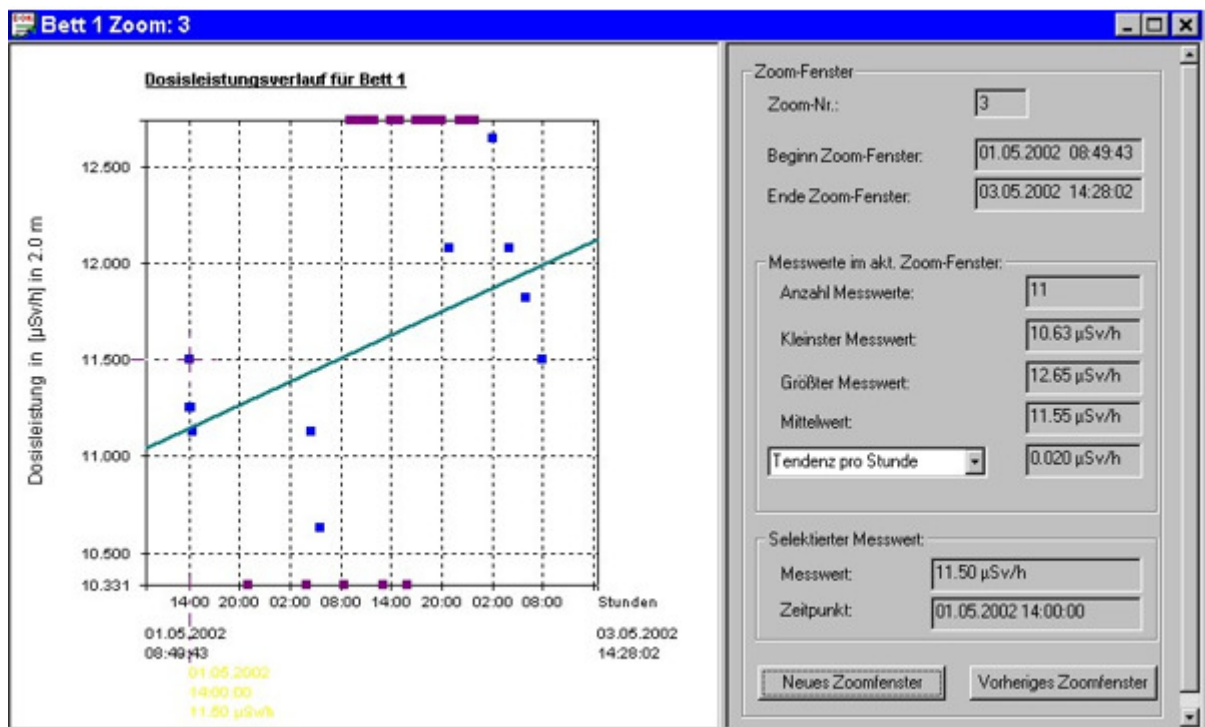 Bett 1 Zoom: 3
Dosisleistungsverlauf für Bett 1
Dosisleistung in [µSv/h] in 2.0 m
12.500
12.000
11.500
11.000
10.500
10.331
14:00 20:00 02:00 08:00 14:00 20:00 02:00 08:00 Stunden
01.05.2002
08:49:43
03.05.2002
14:28:02
01.05.2002
14:00:00
11.50 µSv/h
Zoom-Fenster
Zoom-Nr.: 3
Beginn Zoom-Fenster: 01.05.2002 08:49:43
Ende Zoom-Fenster: 03.05.2002 14:28:02
Messwerte im akt. Zoom-Fenster:
Anzahl Messwerte: 11
Kleinster Messwert: 10.63 µSv/h
Größter Messwert: 12.65 µSv/h
Mittelwert: 11.55 µSv/h
Tendenz pro Stunde 0.020 µSv/h
Selektierter Messwert:
Messwert: 11.50 µSv/h
Zeitpunkt: 01.05.2002 14:00:00
Neues Zoomfenster Vorheriges Zoomfenster